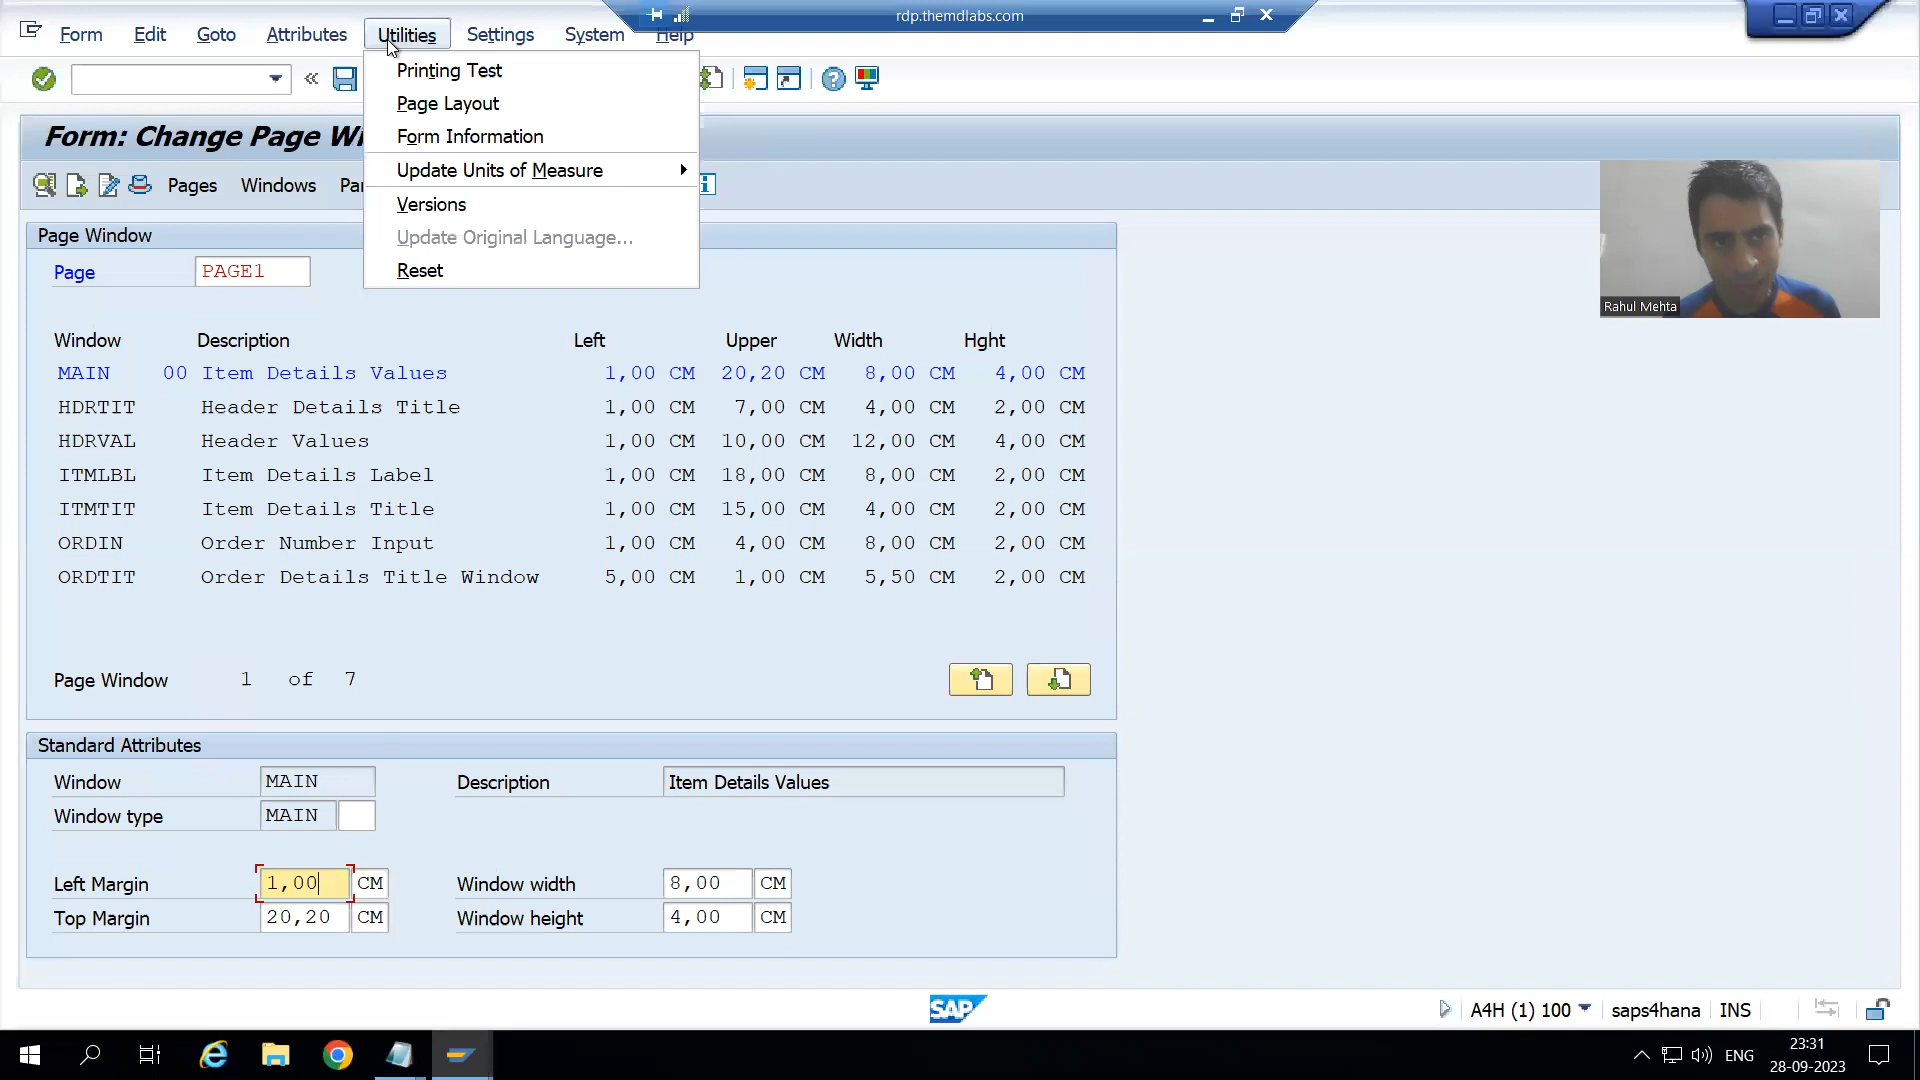 rdp.themdlabs.com
Form Edit Goto Attributes Utilities Settings System Help
Printing Test
Page Layout
Form Information
Update Units of Measure
Versions
Update Original Language...
Reset
Form: Change Page Wi
Pages Windows Par
Rahul Mehta
Page Window
Page PAGE1
Window Description Left Upper Width Hght
MAIN 00 Item Details Values 1,00 CM 20,20 CM 8,00 CM 4,00 CM
HDRTIT Header Details Title 1,00 CM 7,00 CM 4,00 CM 2,00 CM
HDRVAL Header Values 1,00 CM 10,00 CM 12,00 CM 4,00 CM
ITMLBL Item Details Label 1,00 CM 18,00 CM 8,00 CM 2,00 CM
ITMTIT Item Details Title 1,00 CM 15,00 CM 4,00 CM 2,00 CM
ORDIN Order Number Input 1,00 CM 4,00 CM 8,00 CM 2,00 CM
ORDTIT Order Details Title Window 5,00 CM 1,00 CM 5,50 CM 2,00 CM
Page Window 1 of 7
Standard Attributes
Window MAIN Description Item Details Values
Window type MAIN
Left Margin 1,00 CM Window width 8,00 CM
Top Margin 20,20 CM Window height 4,00 CM
SAP A4H (1) 100 saps4hana INS
ENG 23:31
28-09-2023